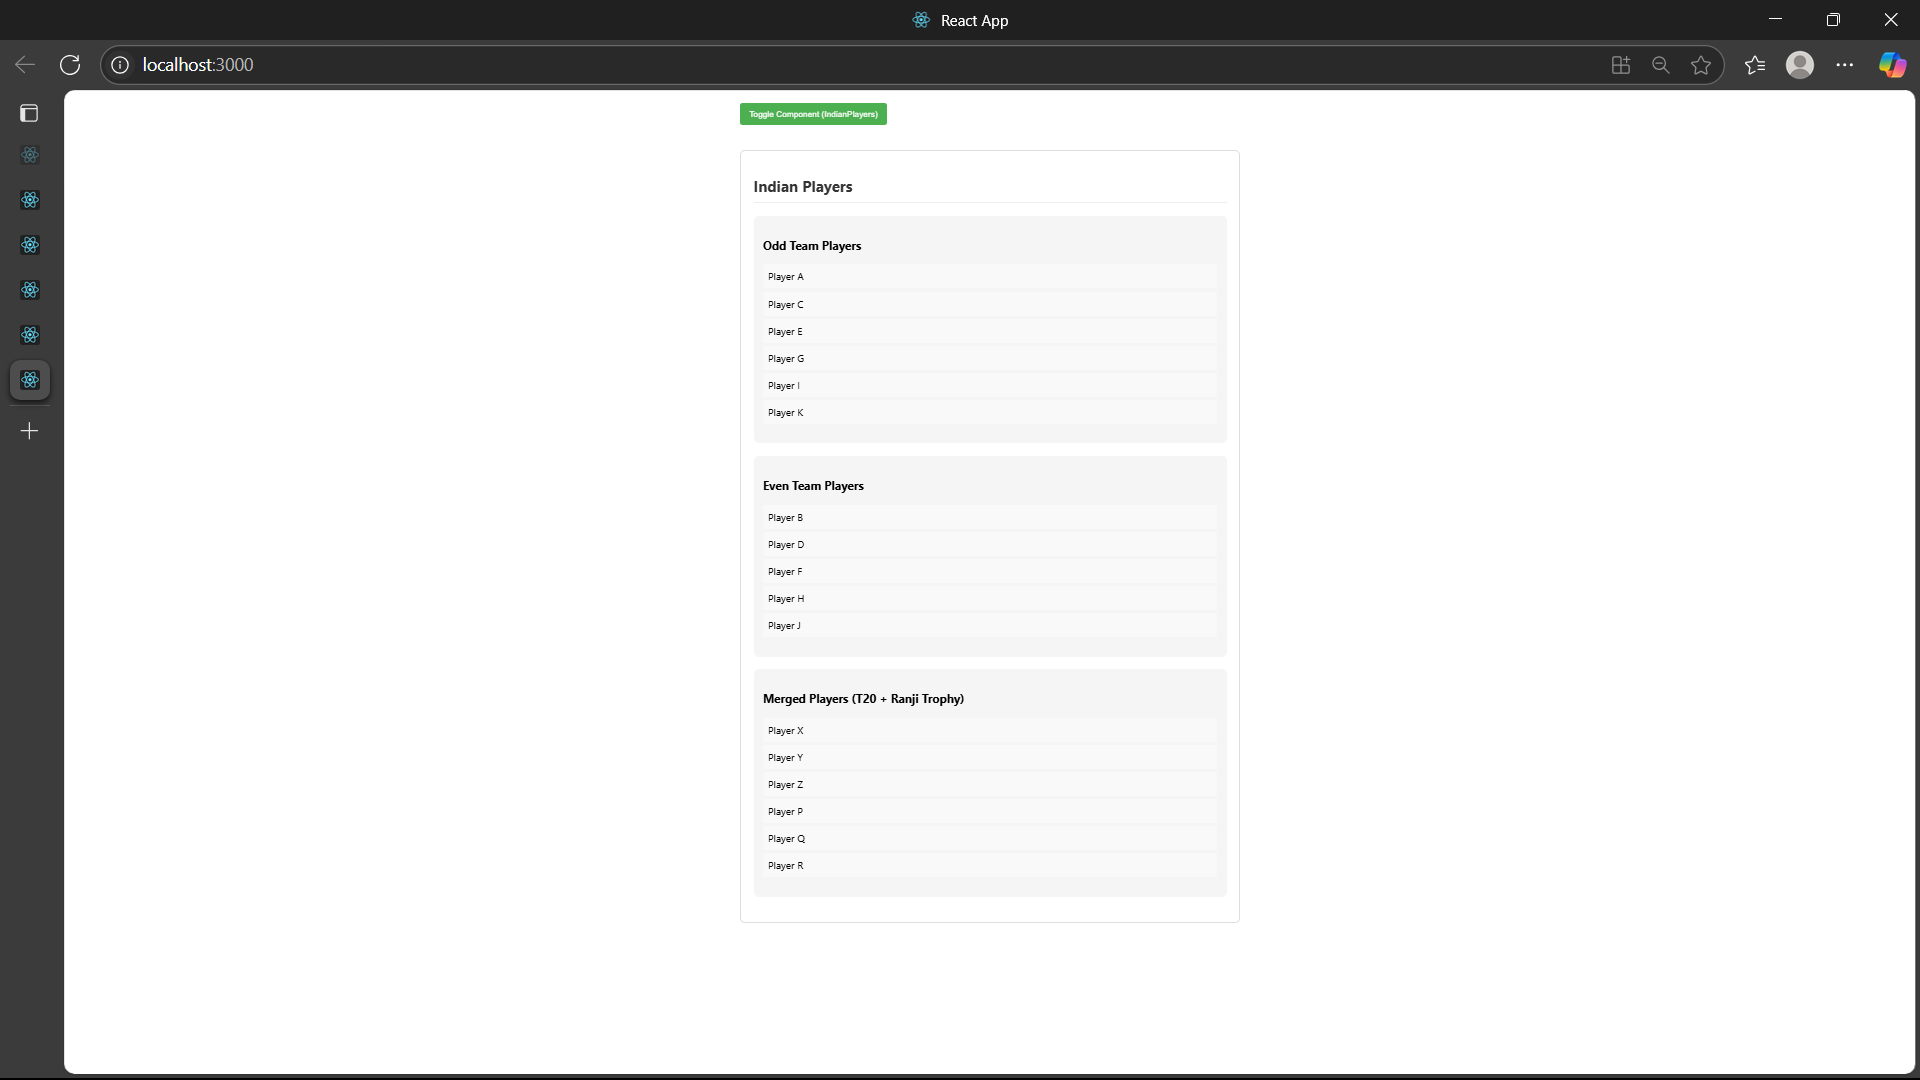 React App
localhost:3000
Toggle Component (IndianPlayers)
Indian Players
Odd Team Players
Player A
Player C
Player E
Player G
Player I
Player K
Even Team Players
Player B
Player D
Player F
Player H
Player J
Merged Players (T20 + Ranji Trophy)
Player X
Player Y
Player Z
Player P
Player Q
Player R